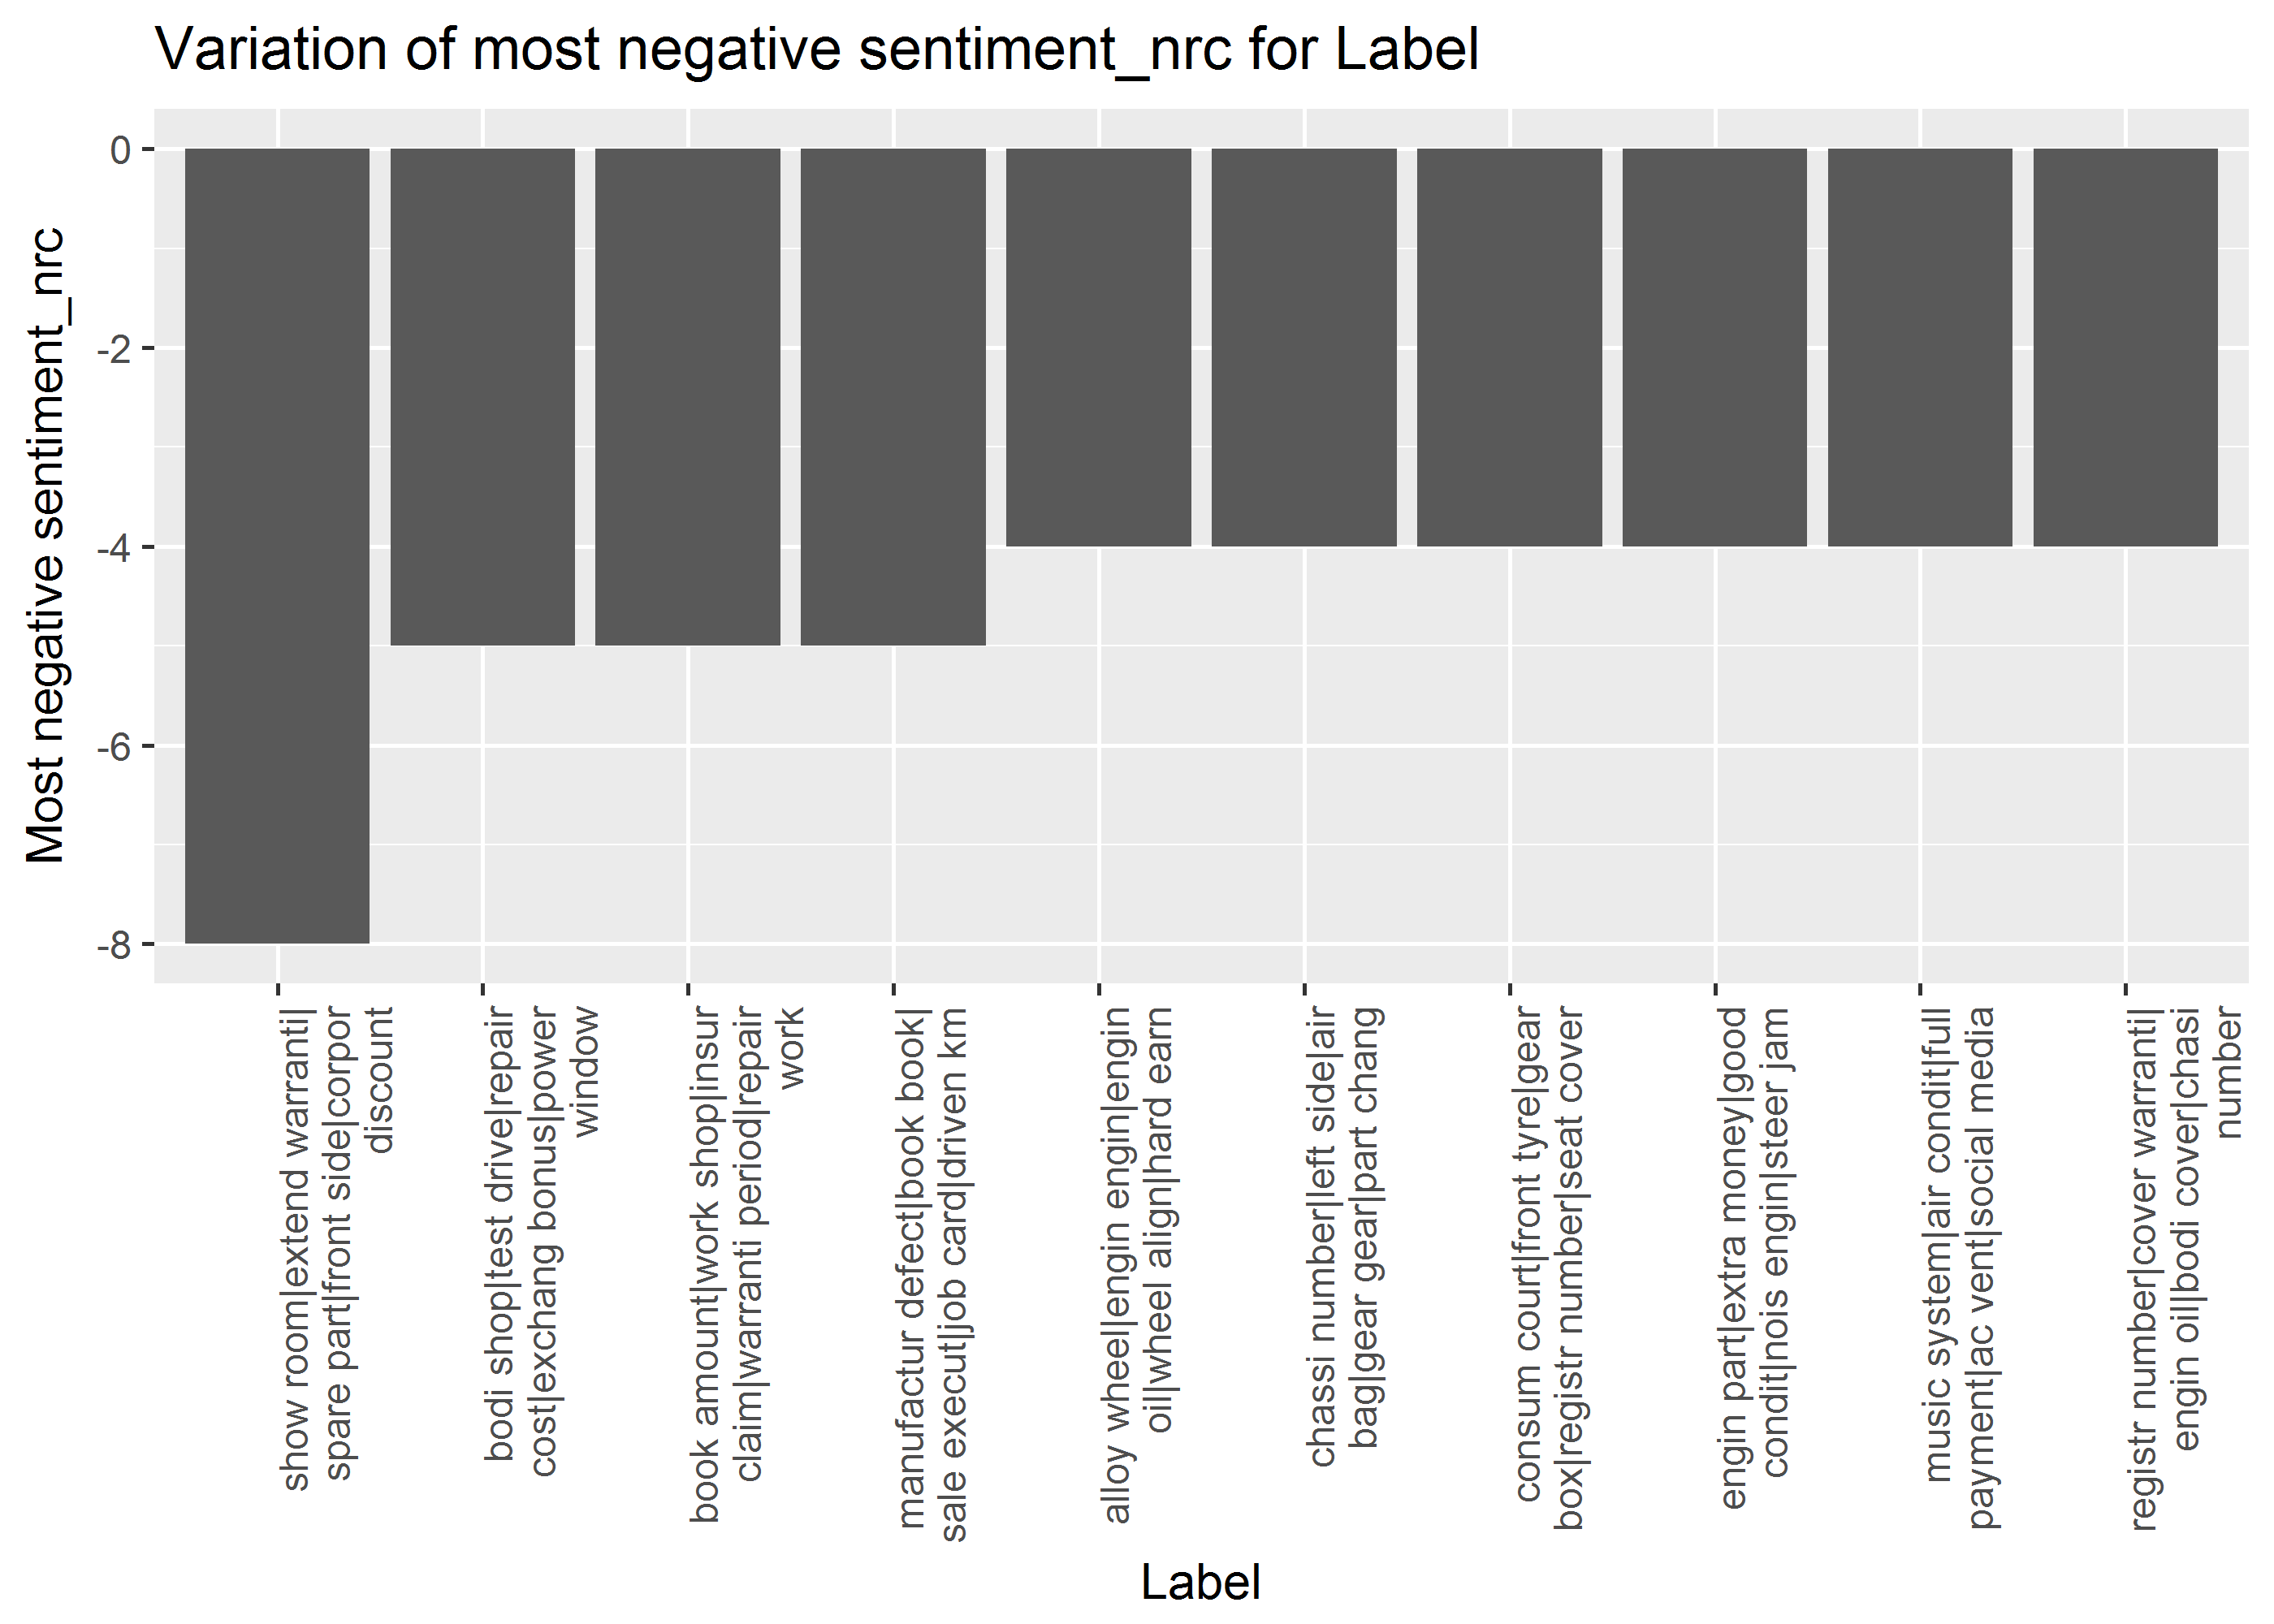 Variation of most negative sentiment_nrc for Label
Most negative sentiment_nrc
0
-2
-4
-6
-8
show room|extend warranti|
spare part|front side|corpor
discount
bodi shop|test drive|repair
cost|exchang bonus|power
window
book amount|work shop|insur
claim|warranti period|repair
work
manufactur defect|book book|
sale execut|job card|driven km
alloy wheel|engin engin|engin
oil|wheel align|hard earn
chassi number|left side|air
bag|gear gear|part chang
consum court|front tyre|gear
box|registr number|seat cover
engin part|extra money|good
condit|nois engin|steer jam
music system|air condit|full
payment|ac vent|social media
registr number|cover warranti|
engin oil|bodi cover|chasi
number
Label